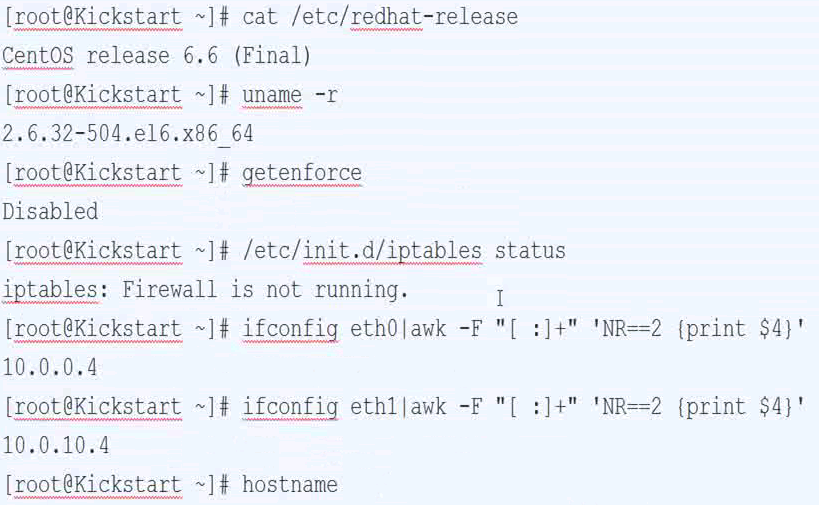 [root@Kickstart ~]# cat /etc/redhat-release
CentOS release 6.6 (Final)
[root@Kickstart ~]# uname -r
2.6.32-504.el6.x86_64
[root@Kickstart ~]# getenforce
Disabled
[root@Kickstart ~]# /etc/init.d/iptables status
iptables: Firewall is not running.
[root@Kickstart ~]# ifconfig eth0|awk -F "[ :]+" 'NR==2 {print $4}'
10.0.0.4
[root@Kickstart ~]# ifconfig eth1|awk -F "[ :]+" 'NR==2 {print $4}'
10.0.10.4
[root@Kickstart ~]# hostname